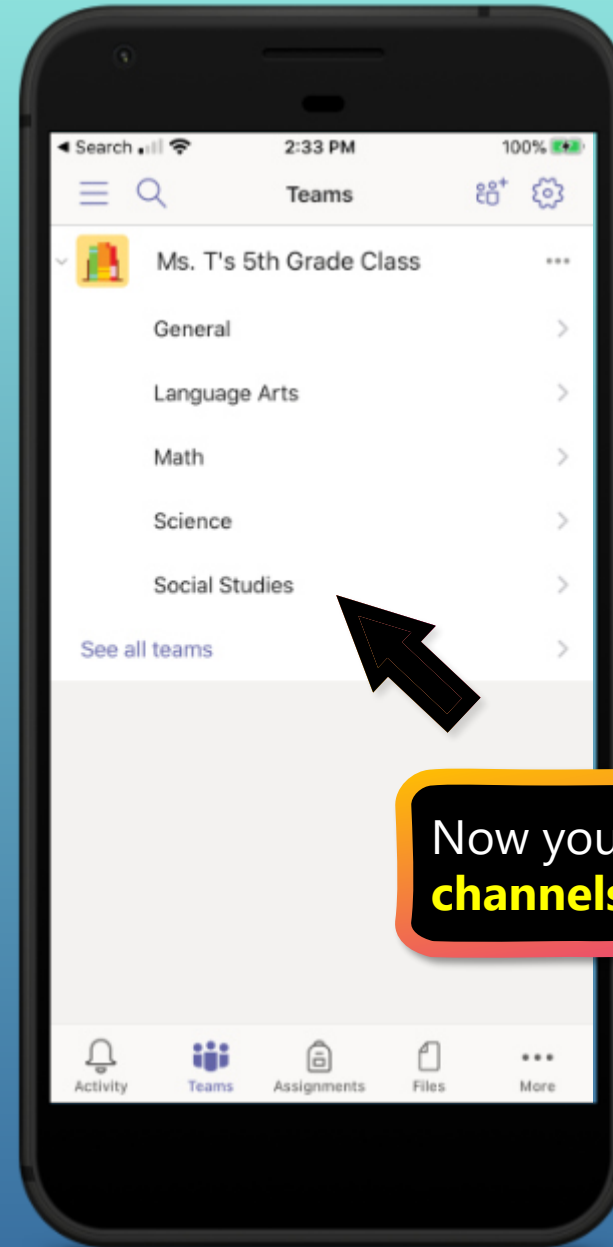 ◄ Search 2:33 PM 100%
Teams
Ms. T's 5th Grade Class
General
Language Arts
Math
Science
Social Studies
See all teams
Now you
channels
Activity Teams Assignments Files More